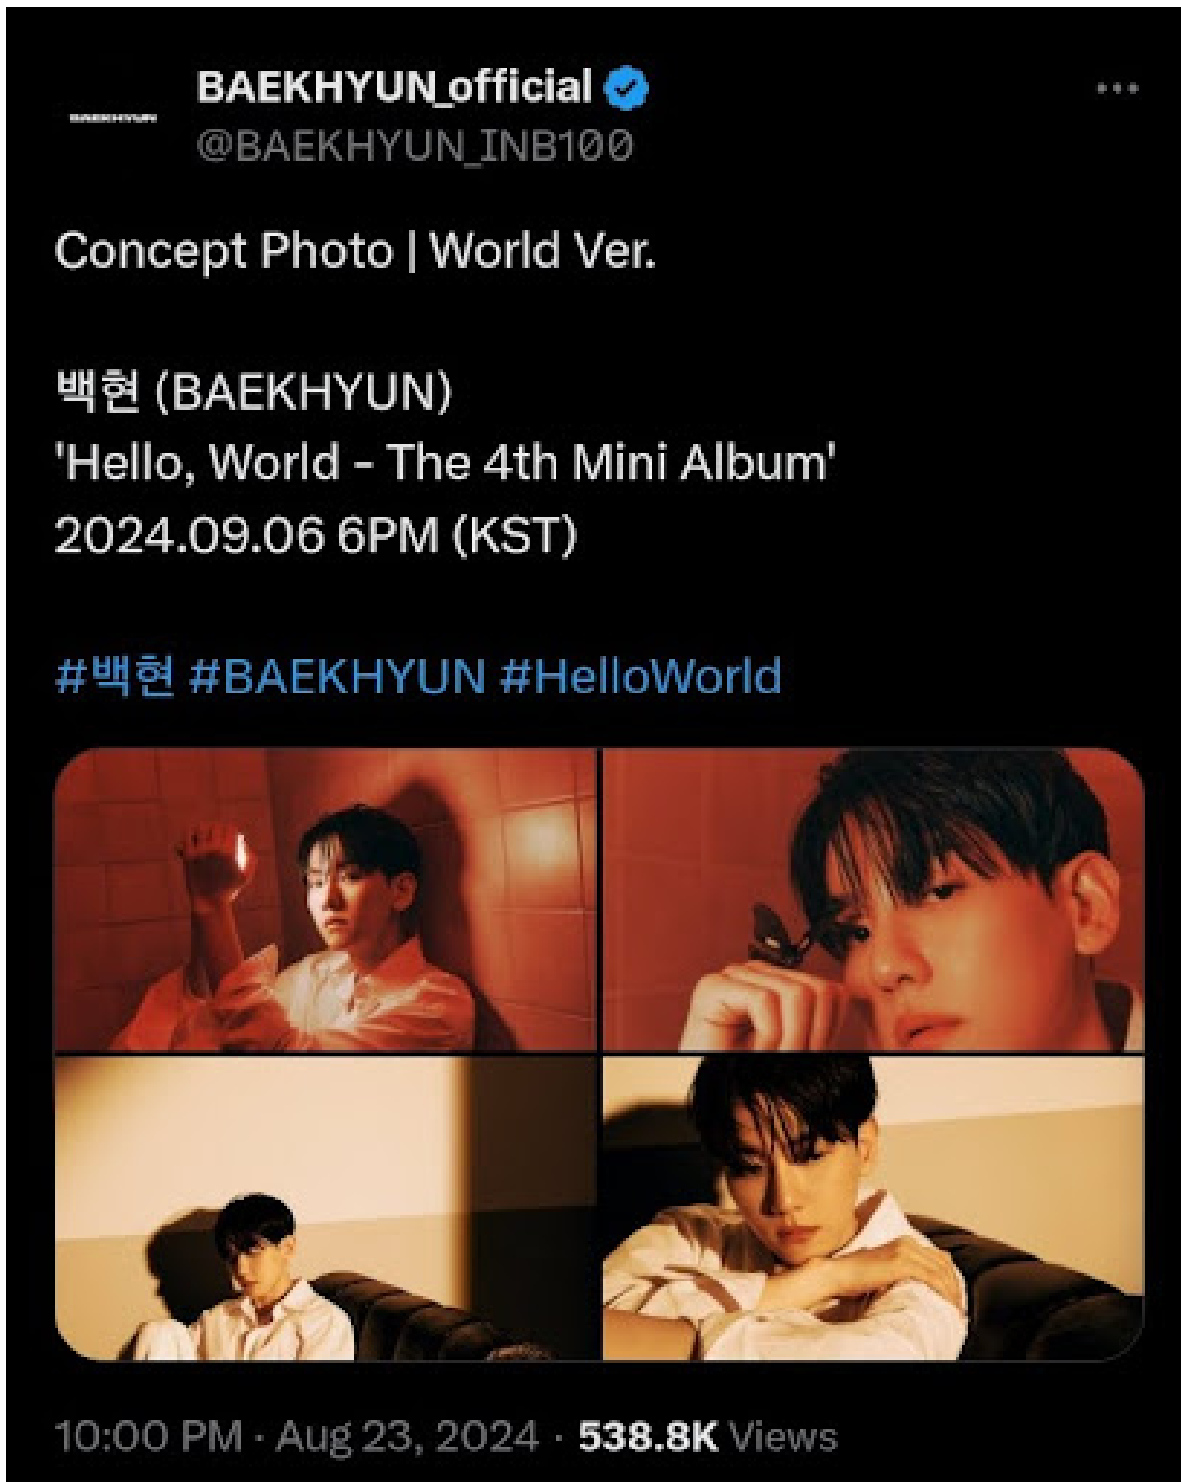 BAEKHYUN
BAEKHYUN_official
@BAEKHYUN_INB100
Concept Photo | World Ver.
백현 (BAEKHYUN)
'Hello, World – The 4th Mini Album'
2024.09.06 6PM (KST)
#백현 #BAEKHYUN #HelloWorld
10:00 PM · Aug 23, 2024 · 538.8K Views